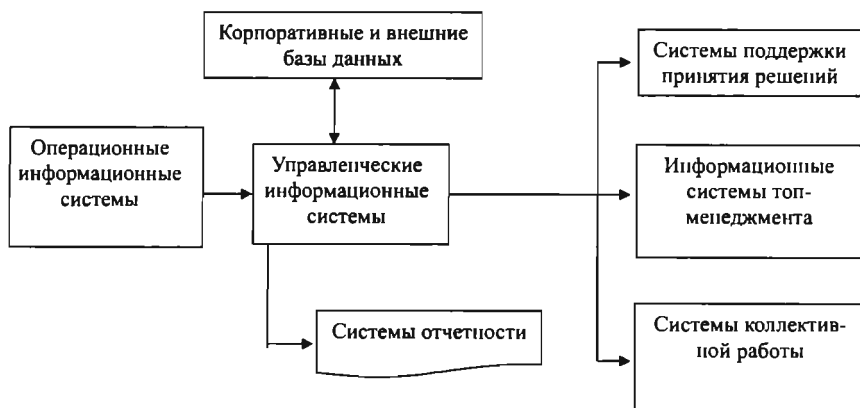 Корпоративные и внешние
базы данных
Системы поддержки
принятия решений
Операционные
информационные
системы
Управленческие
информационные
системы
Информационные
системы топ-
менеджмента
Системы отчетности
Системы коллектив-
ной работы